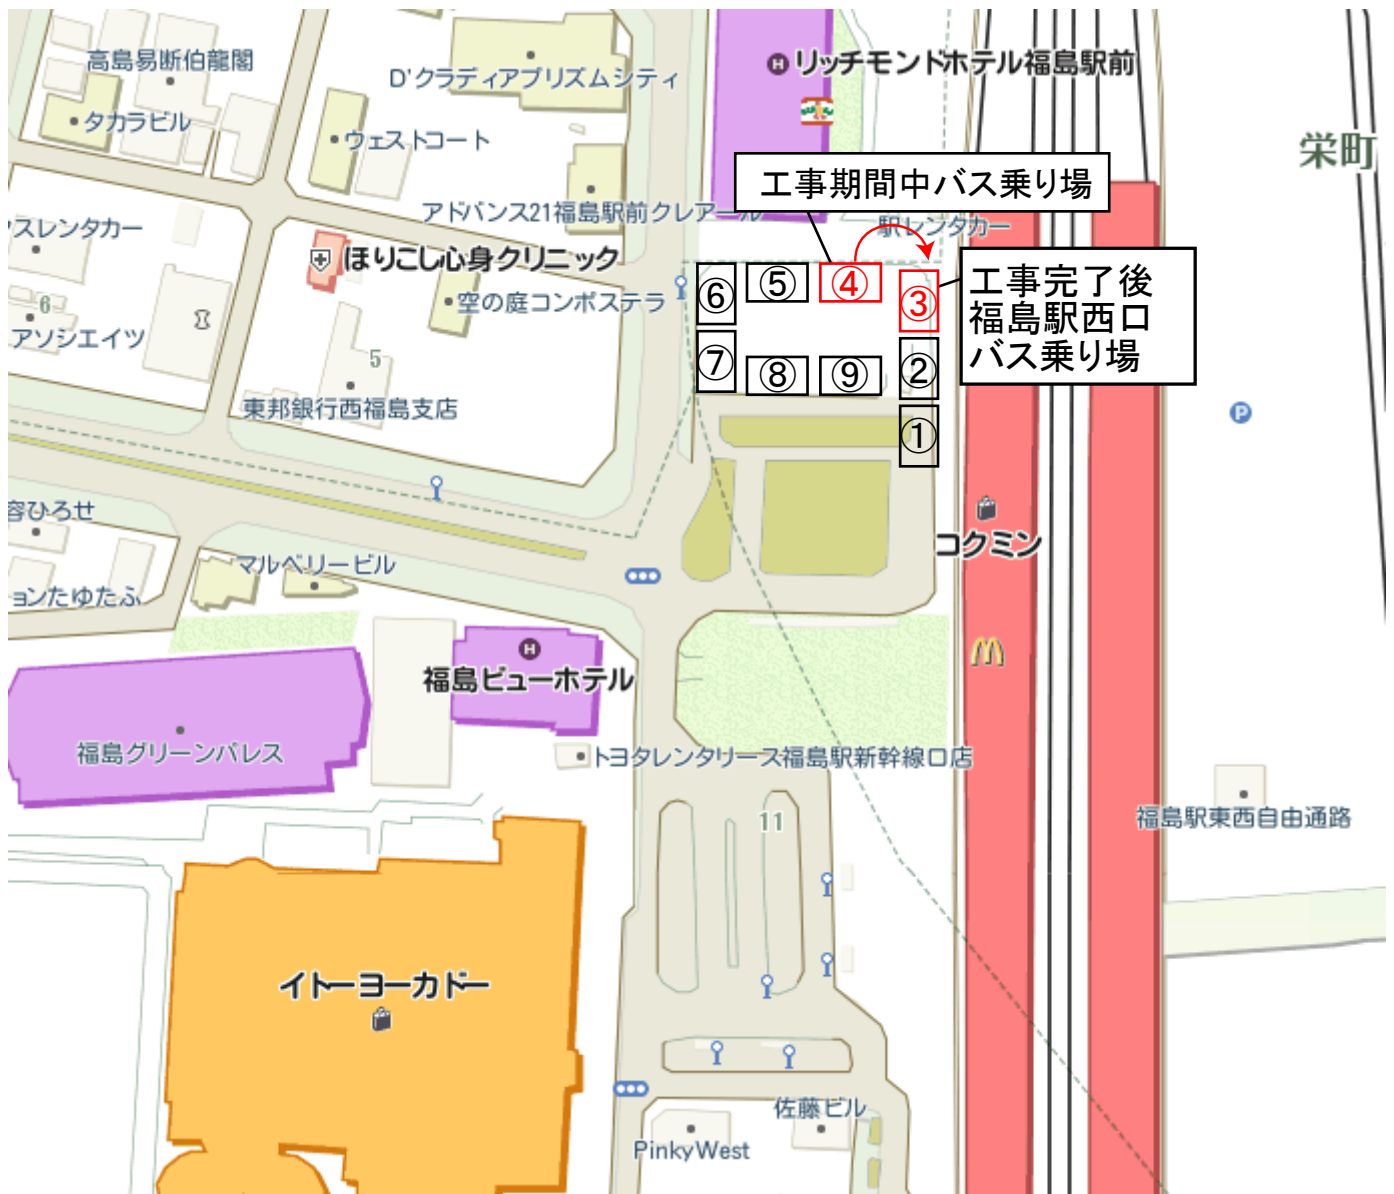 高島易断伯龍閣
D'クラディアプリズムシティ
リッチモンドホテル福島駅前
タカラビル
ウェストコート
栄町
工事期間中バス乗り場
アドバンス21福島駅前クレアール
駅レンタカー
スレンタカー
ほりこし心身クリニック
空の庭コンポステラ
⑥
⑤
④
③
工事完了後
福島駅西口
バス乗り場
6
アソシエイツ
5
⑦
⑧
⑨
②
東邦銀行西福島支店
①
P
容ひろせ
コクミン
マルベリービル
ョンたゆたふ
H
福島ビューホテル
福島グリーンパレス
トヨタレンタリース福島駅新幹線口店
11
福島駅東西自由通路
イトーヨーカドー
佐藤ビル
PinkyWest